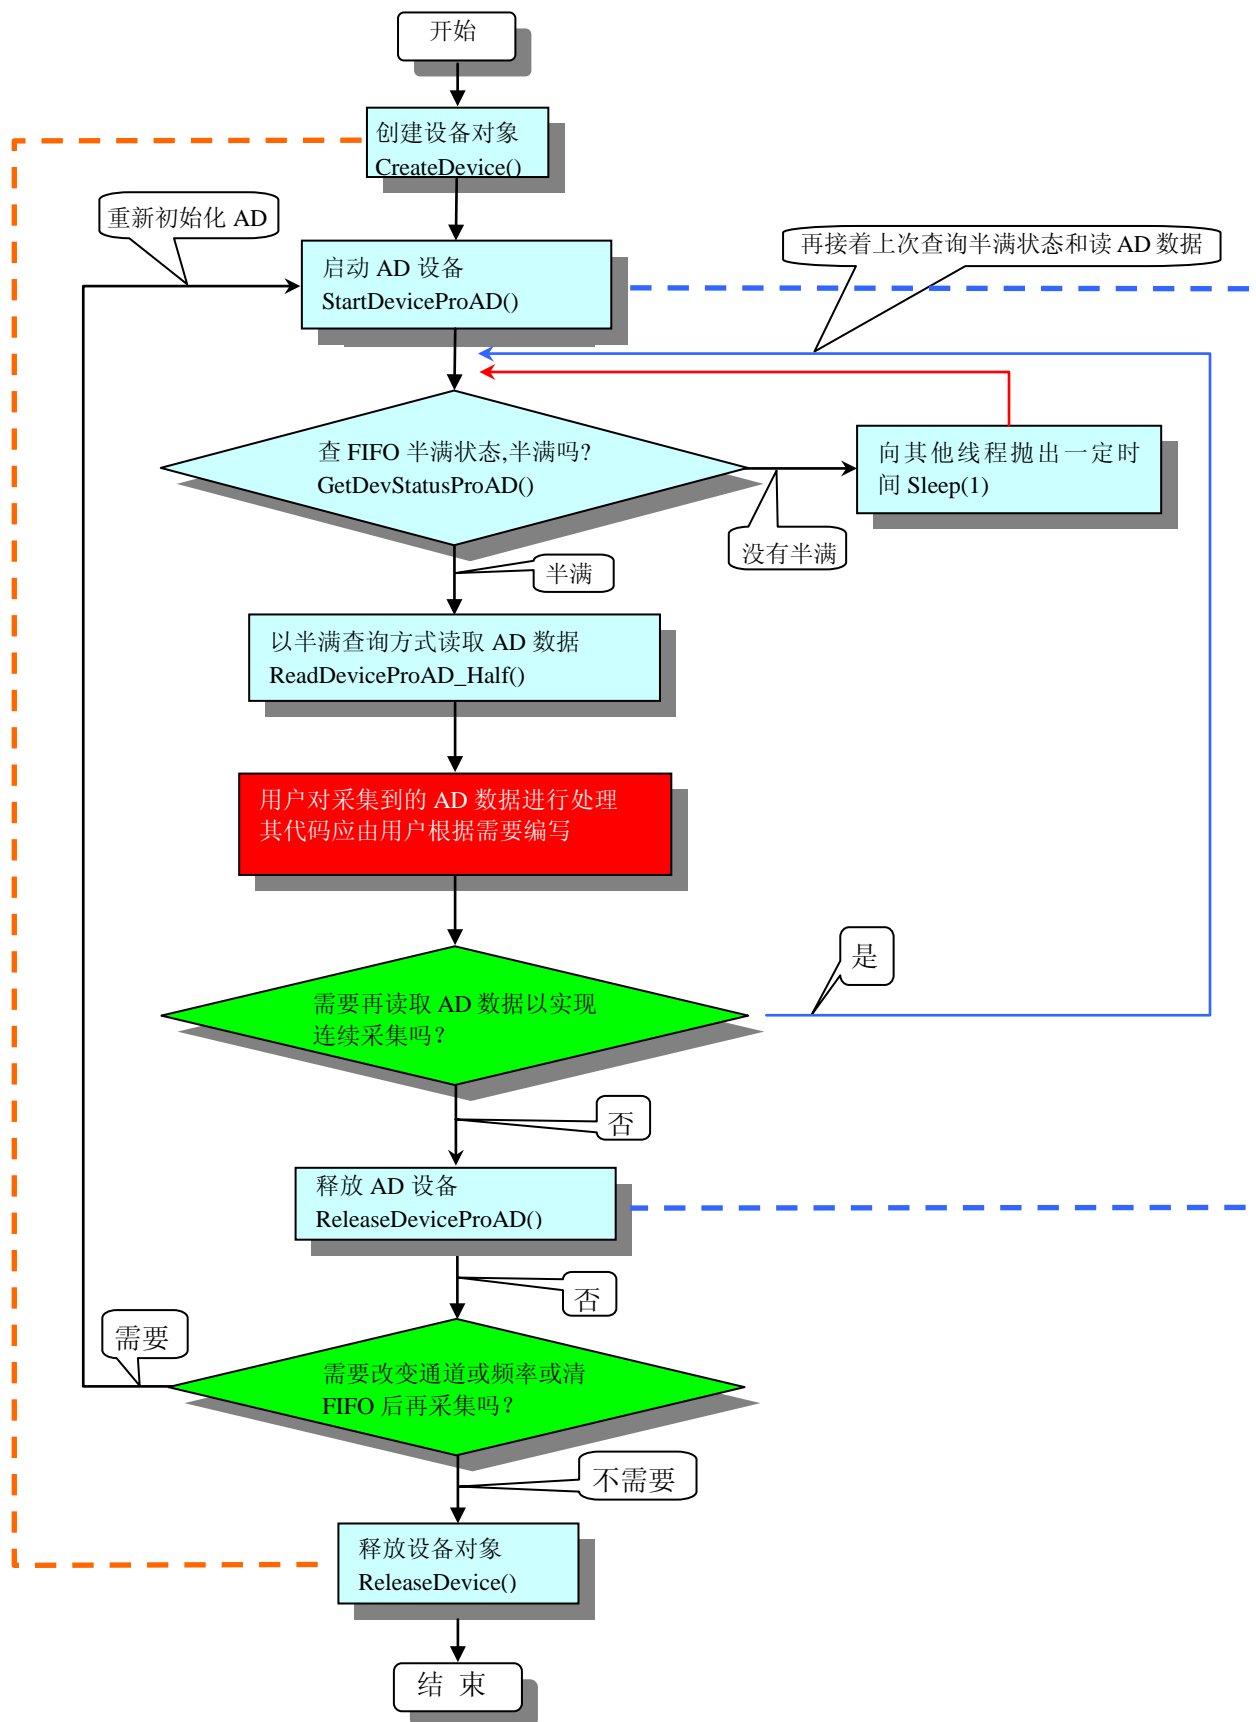 开始
创建设备对象
CreateDevice()
重新初始化 AD
再接着上次查询半满状态和读 AD 数据
启动 AD 设备
StartDeviceProAD()
查 FIFO 半满状态,半满吗?
GetDevStatusProAD()
向其他线程抛出一定时
间 Sleep(1)
没有半满
半满
以半满查询方式读取 AD 数据
ReadDeviceProAD_Half()
用户对采集到的 AD 数据进行处理
其代码应由用户根据需要编写
是
需要再读取 AD 数据以实现
连续采集吗?
否
释放 AD 设备
ReleaseDeviceProAD()
否
需要
需要改变通道或频率或清
FIFO 后再采集吗?
不需要
释放设备对象
ReleaseDevice()
结 束